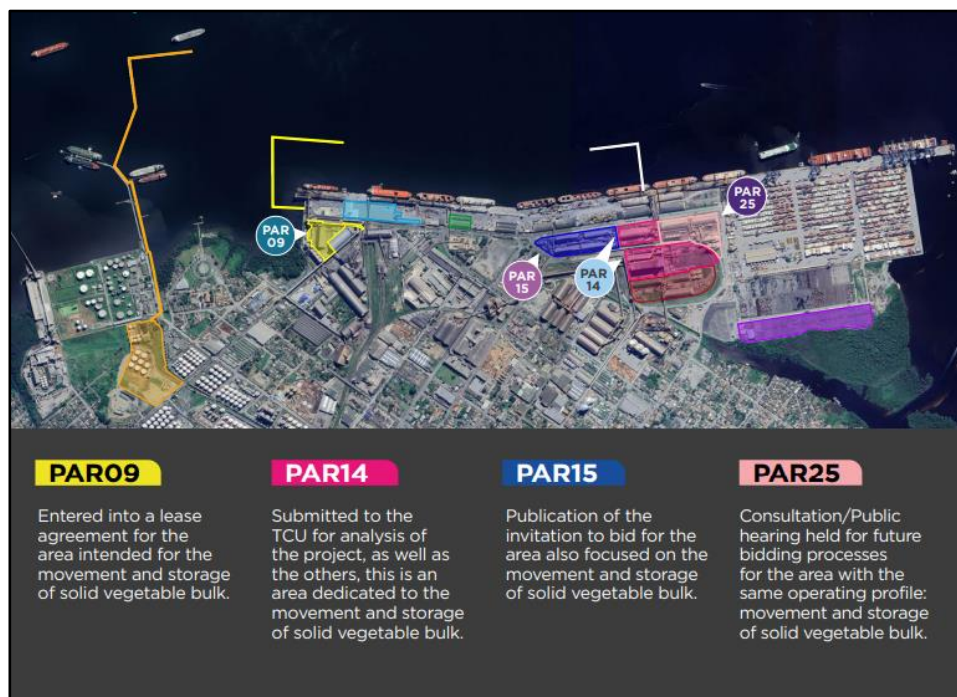 PAR
09
PAR
15
PAR
14
PAR
25
PAR09
Entered into a lease
agreement for the
area intended for the
movement and storage
of solid vegetable bulk.
PAR14
Submitted to the
TCU for analysis of
the project, as well as
the others, this is an
area dedicated to the
movement and storage
of solid vegetable bulk.
PAR15
Publication of the
invitation to bid for the
area also focused on the
movement and storage
of solid vegetable bulk.
PAR25
Consultation/Public
hearing held for future
bidding processes
for the area with the
same operating profile:
movement and storage
of solid vegetable bulk.